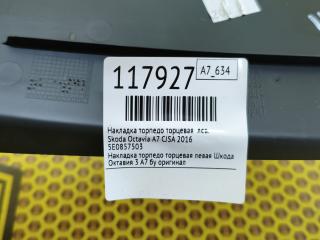 117927
A7_634
Накладка торпедо торцевая лев.
Skoda Octavia A7 CJSA 2016
5E0857503
Накладка торпедо торцевая левая Шкода
Октавия 3 А7 бу оригинал